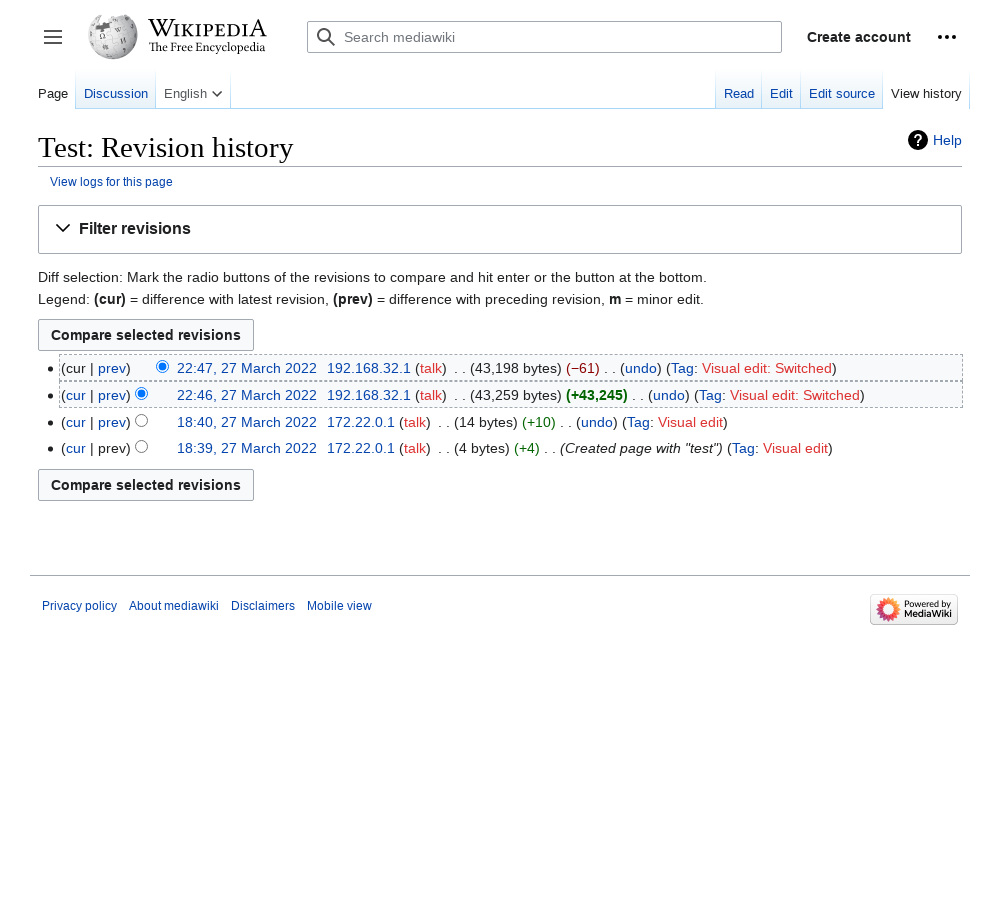 WIKIPEDIA
The Free Encyclopedia
Search mediawiki
Create account
Page
Discussion
English
Read
Edit
Edit source
View history
Test: Revision history
Help
View logs for this page
Filter revisions
Diff selection: Mark the radio buttons of the revisions to compare and hit enter or the button at the bottom.
Legend: (cur) = difference with latest revision, (prev) = difference with preceding revision, m = minor edit.
Compare selected revisions
(cur | prev) 22:47, 27 March 2022 192.168.32.1 (talk) . . (43,198 bytes) (−61) . . (undo) (Tag: Visual edit: Switched)
(cur | prev) 22:46, 27 March 2022 192.168.32.1 (talk) . . (43,259 bytes) (+43,245) . . (undo) (Tag: Visual edit: Switched)
(cur | prev) 18:40, 27 March 2022 172.22.0.1 (talk) . . (14 bytes) (+10) . . (undo) (Tag: Visual edit)
(cur | prev) 18:39, 27 March 2022 172.22.0.1 (talk) . . (4 bytes) (+4) . . (Created page with "test") (Tag: Visual edit)
Compare selected revisions
Privacy policy
About mediawiki
Disclaimers
Mobile view
Powered by
MediaWiki